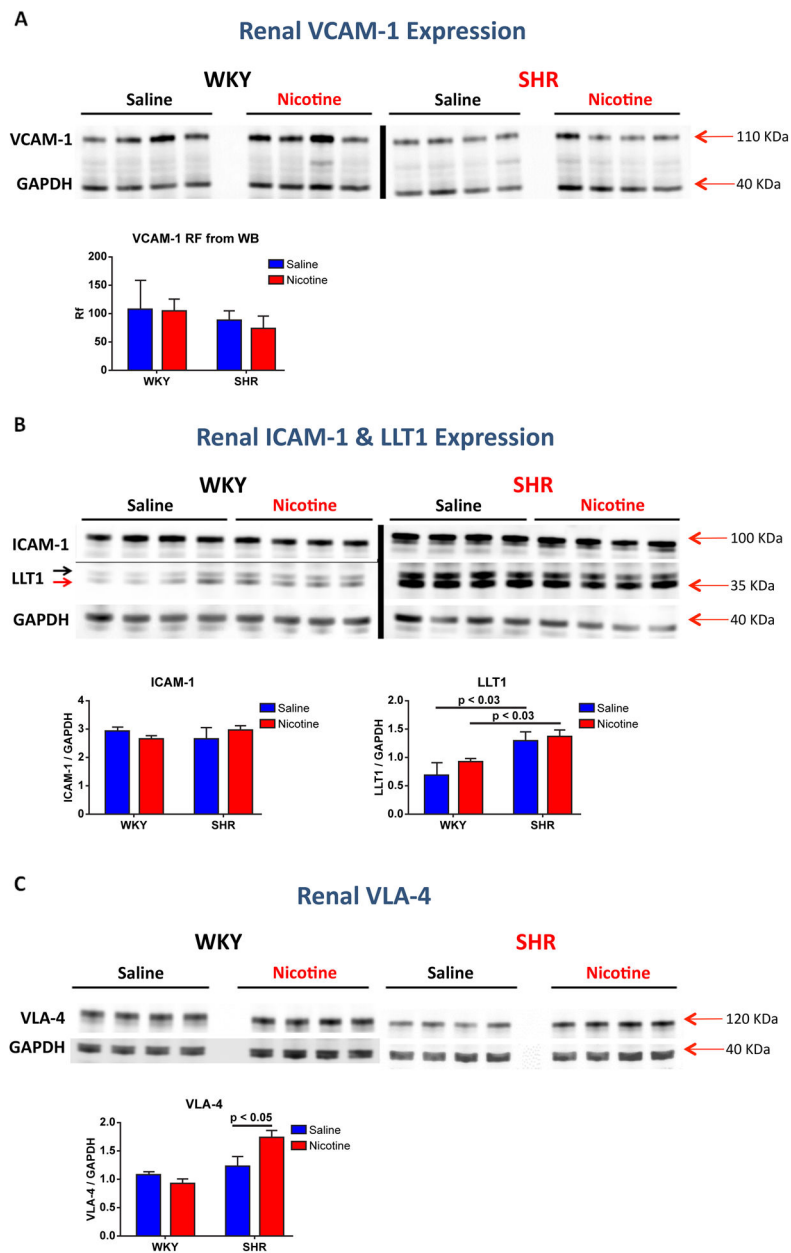 A
Renal VCAM-1 Expression
WKY
SHR
Saline
Nicotine
Saline
Nicotine
VCAM-1
110 KDa
GAPDH
40 KDa
VCAM-1 RF from WB
200
150
100
50
0
Rf
Saline
Nicotine
WKY
SHR
B
Renal ICAM-1 & LLT1 Expression
WKY
SHR
Saline
Nicotine
Saline
Nicotine
ICAM-1
100 KDa
LLT1
35 KDa
GAPDH
40 KDa
ICAM-1
4
3
2
1
0
ICAM-1 / GAPDH
Saline
Nicotine
WKY
SHR
LLT1
2.0
1.5
1.0
0.5
0.0
LLT1 / GAPDH
p < 0.03
p < 0.03
Saline
Nicotine
WKY
SHR
C
Renal VLA-4
WKY
SHR
Saline
Nicotine
Saline
Nicotine
VLA-4
120 KDa
GAPDH
40 KDa
VLA-4
2.0
1.5
1.0
0.5
0.0
VLA-4 / GAPDH
p < 0.05
Saline
Nicotine
WKY
SHR